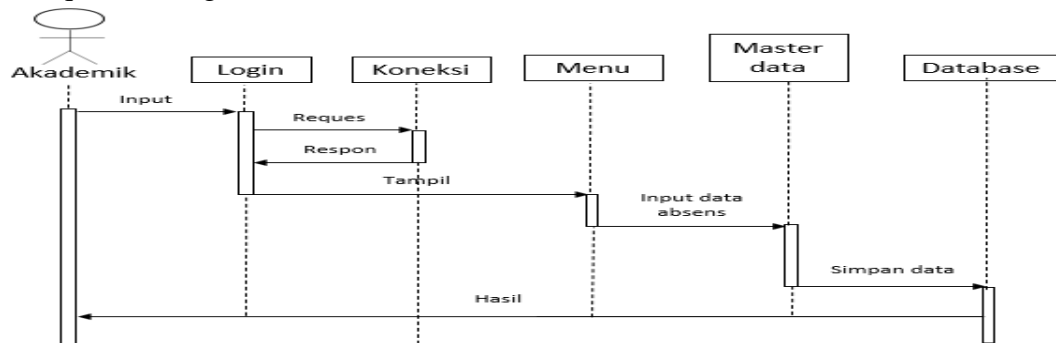 Akademik
Login
Koneksi
Menu
Master
data
Database
Input
Reques
Respon
Tampil
Input data
absens
Simpan data
Hasil